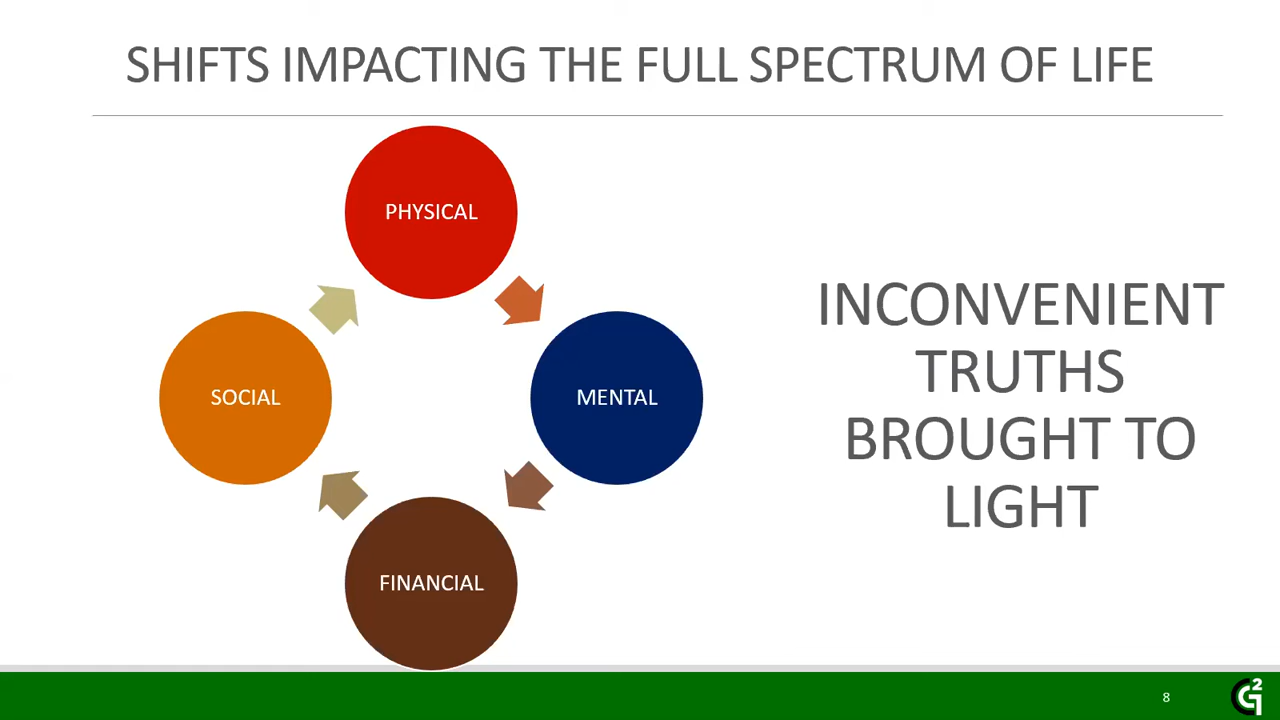 SHIFTS IMPACTING THE FULL SPECTRUM OF LIFE
PHYSICAL
SOCIAL
MENTAL
FINANCIAL
INCONVENIENT
TRUTHS
BROUGHT TO
LIGHT
8